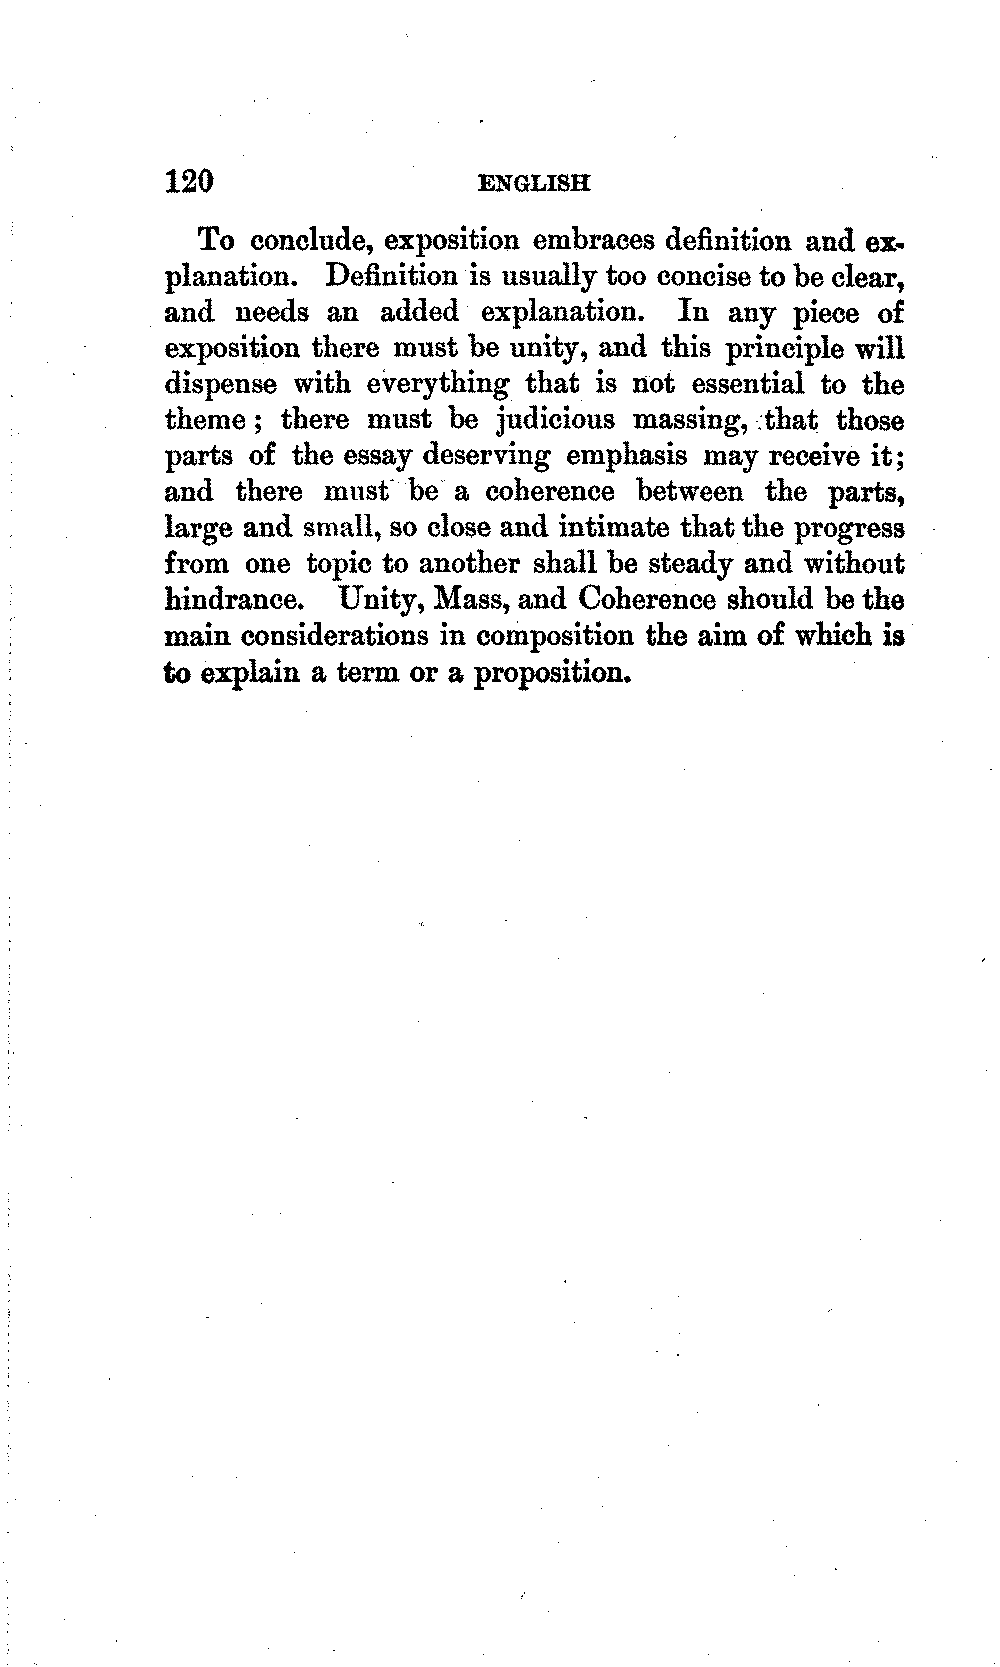 120 ENGLISH
To conclude, exposition embraces definition and ex-
planation. Definition is usually too concise to be clear,
and needs an added explanation. In any piece of
exposition there must be unity, and this principle will
dispense with everything that is not essential to the
theme; there must be judicious massing, that those
parts of the essay deserving emphasis may receive it;
and there must be a coherence between the parts,
large and small, so close and intimate that the progress
from one topic to another shall be steady and without
hindrance. Unity, Mass, and Coherence should be the
main considerations in composition the aim of which is
to explain a term or a proposition.